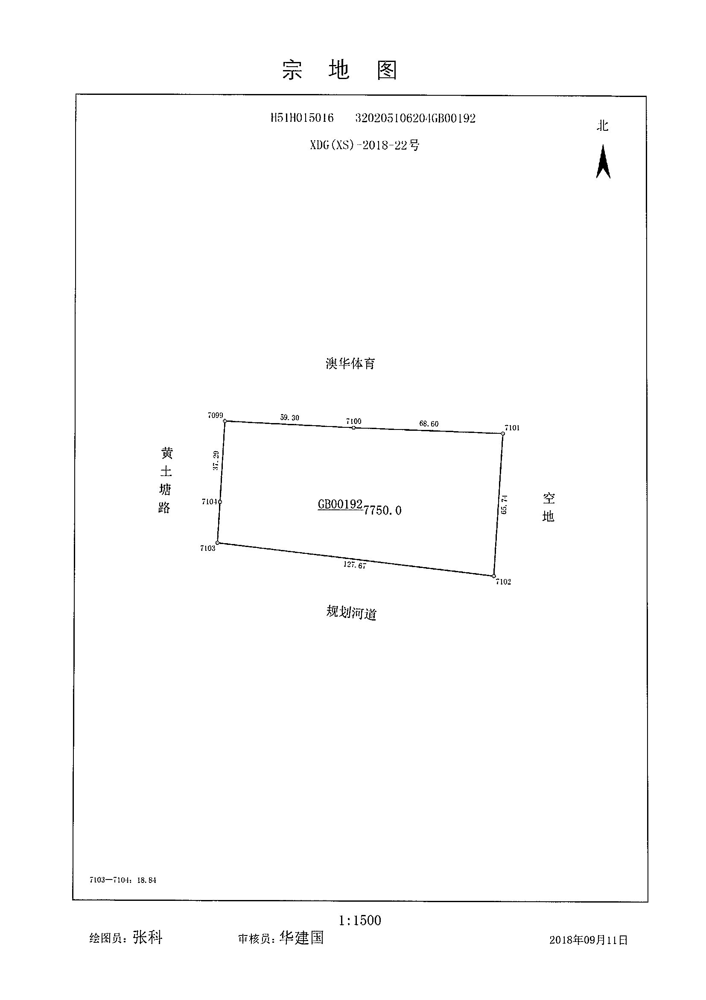 宗 地 图
H51H015016 320205106204GB00192
XDG(XS)-2018-22号
北
澳华体育
7099
59.30
7100
68.60
7101
黄土塘路
37.29
7104
GB00192 7750.0
65.74
空地
7103
127.67
7102
规划河道
7103—7104: 18.84
1:1500
绘图员: 张科 审核员: 华建国 2018年09月11日